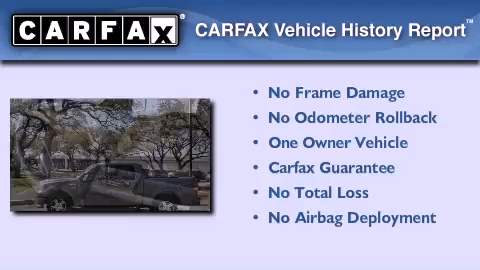 CARFAX
CARFAX Vehicle History Report™
• No Frame Damage
• No Odometer Rollback
• One Owner Vehicle
• Carfax Guarantee
• No Total Loss
• No Airbag Deployment